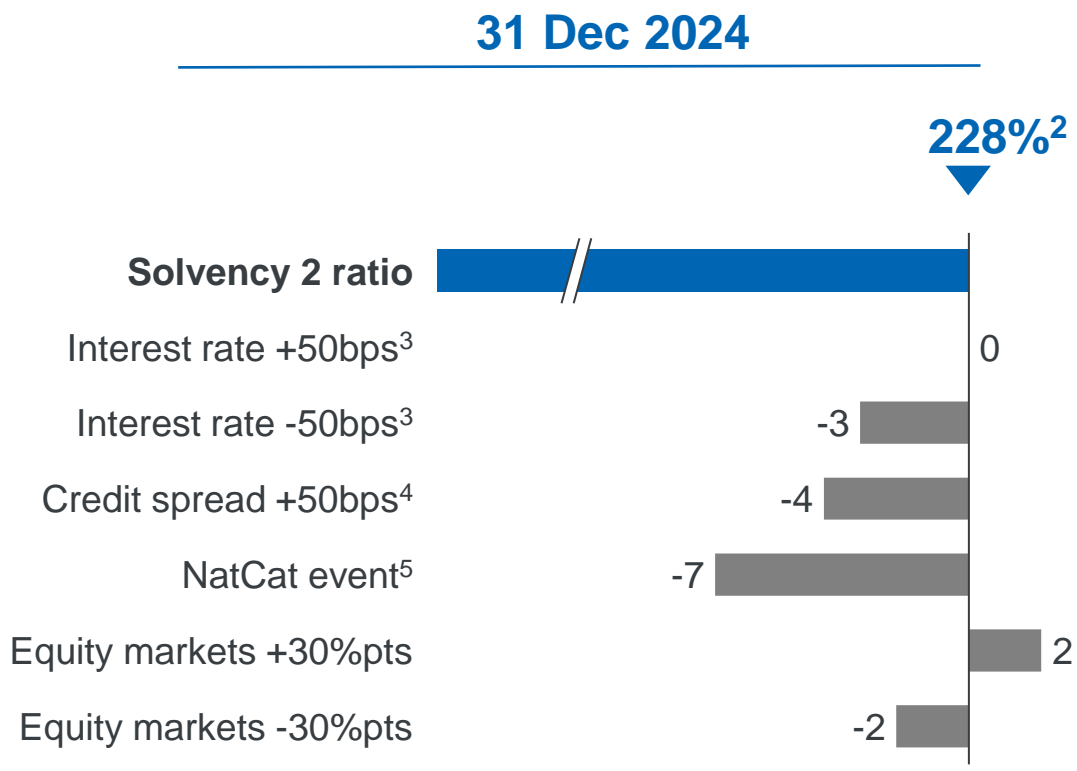 31 Dec 2024
228%²
Solvency 2 ratio
Interest rate +50bps³ 0
Interest rate -50bps³ -3
Credit spread +50bps⁴ -4
NatCat event⁵ -7
Equity markets +30%pts 2
Equity markets -30%pts -2